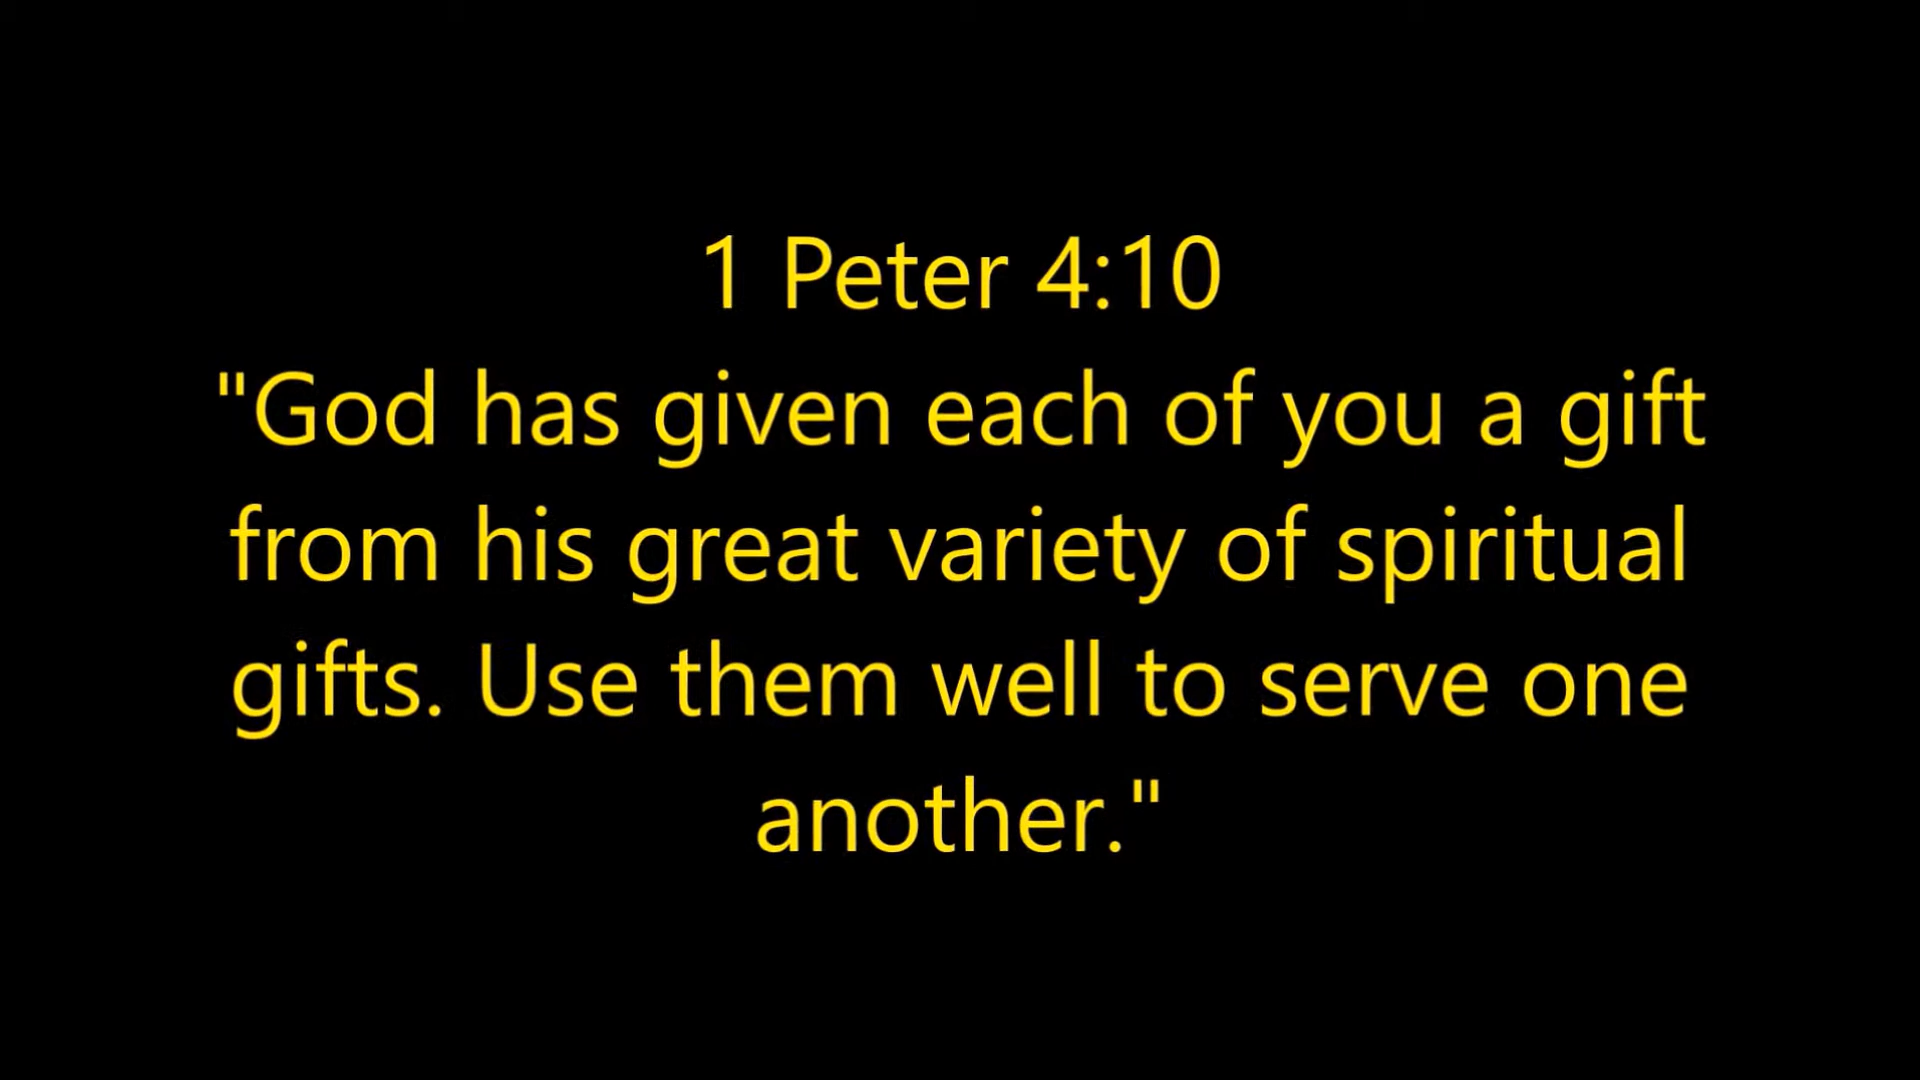 1 Peter 4:10
"God has given each of you a gift
from his great variety of spiritual
gifts. Use them well to serve one
another."